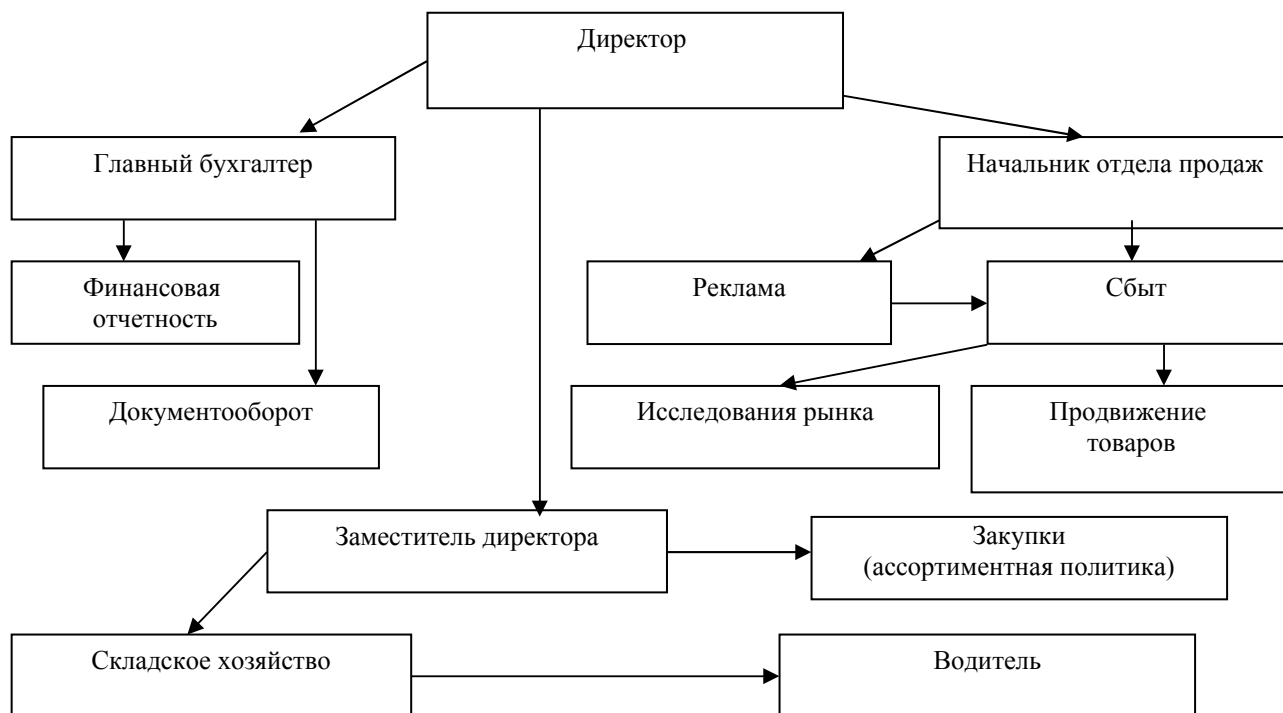 Директор
Главный бухгалтер
Начальник отдела продаж
Финансовая
отчетность
Реклама
Сбыт
Документооборот
Исследования рынка
Продвижение
товаров
Заместитель директора
Закупки
(ассортиментная политика)
Складское хозяйство
Водитель